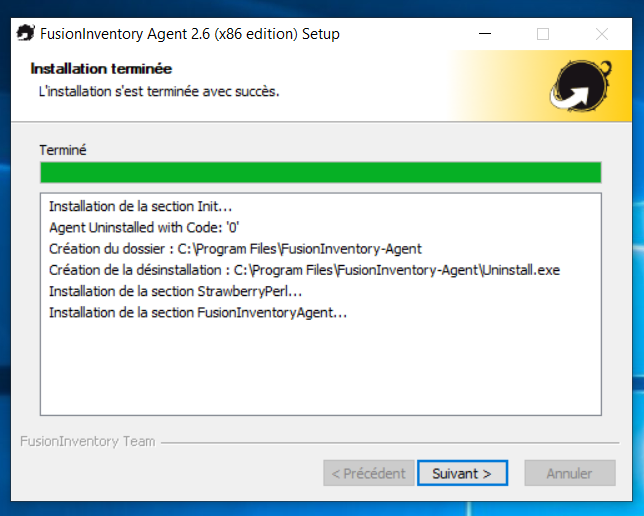 FusionInventory Agent 2.6 (x86 edition) Setup
Installation terminée
L'installation s'est terminée avec succès.
Terminé
Installation de la section Init...
Agent Uninstalled with Code: '0'
Création du dossier : C:\Program Files\FusionInventory-Agent
Création de la désinstallation : C:\Program Files\FusionInventory-Agent\Uninstall.exe
Installation de la section StrawberryPerl...
Installation de la section FusionInventoryAgent...
FusionInventory Team
< Précédent
Suivant >
Annuler